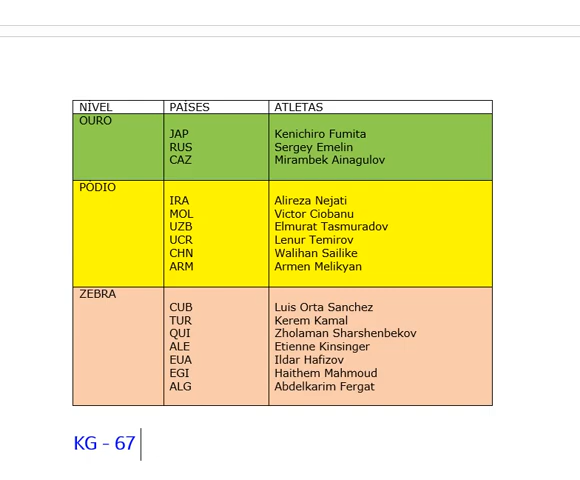 NÍVEL PAÍSES ATLETAS
OURO
JAP Kenichiro Fumita
RUS Sergey Emelin
CAZ Mirambek Ainagulov
PÓDIO
IRA Alireza Nejati
MOL Victor Ciobanu
UZB Elmurat Tasmuradov
UCR Lenur Temirov
CHN Walihan Sailike
ARM Armen Melikyan
ZEBRA
CUB Luis Orta Sanchez
TUR Kerem Kamal
QUI Zholaman Sharshenbekov
ALE Etienne Kinsinger
EUA Ildar Hafizov
EGI Haithem Mahmoud
ALG Abdelkarim Fergat
KG - 67